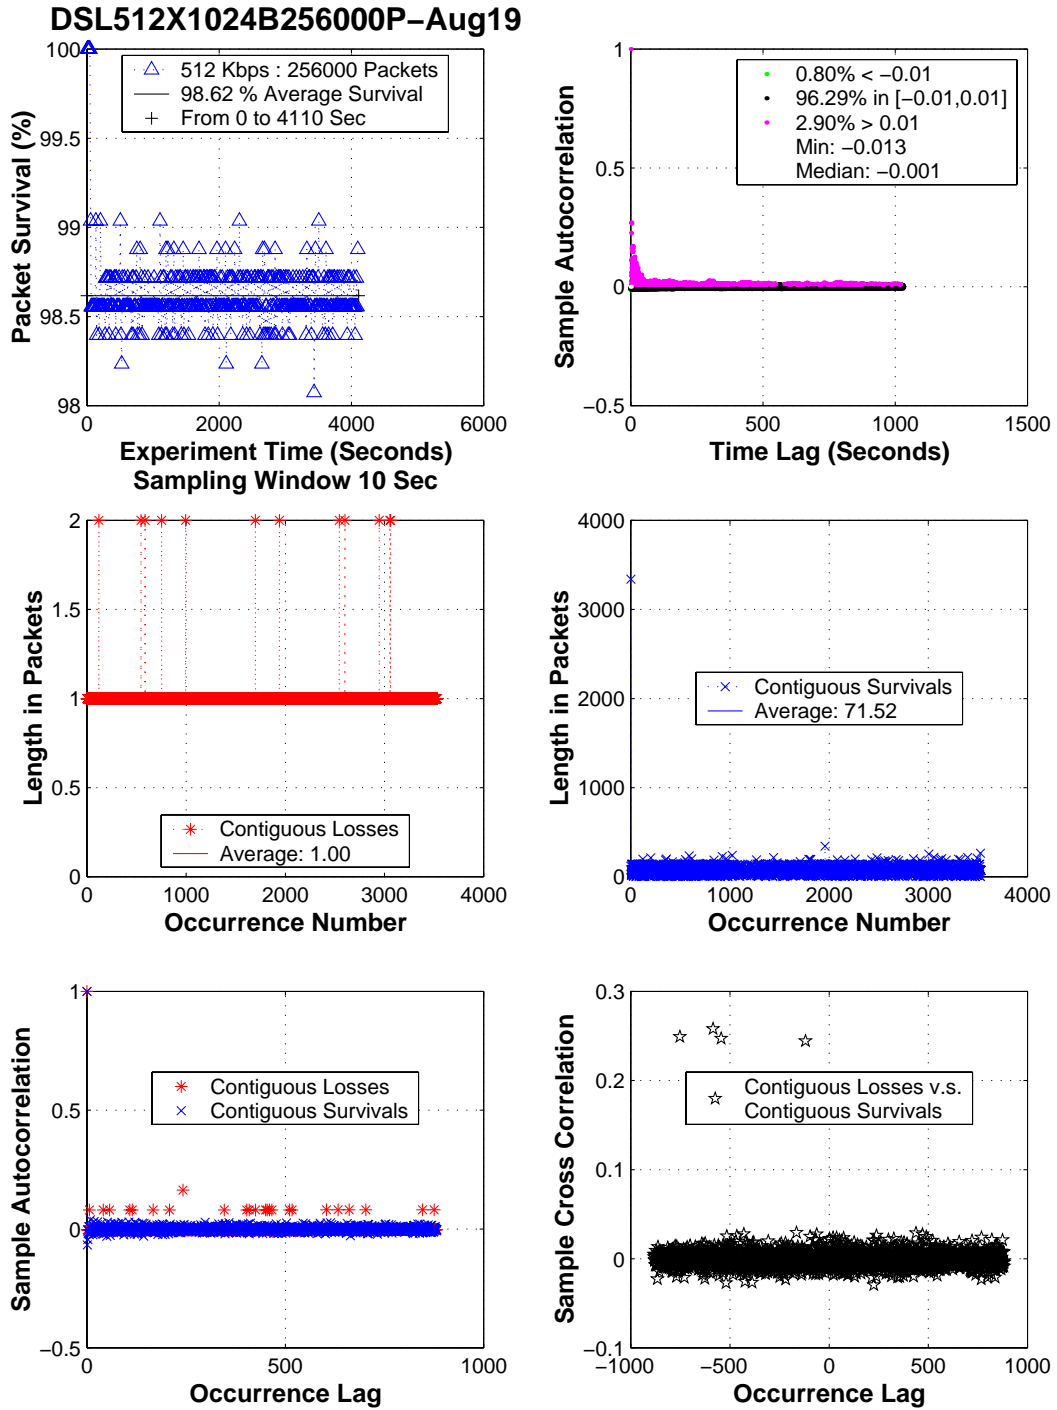 DSL512X1024B256000P−Aug19
Packet Survival (%)
100
99.5
99
98.5
98
0
2000
4000
6000
512 Kbps : 256000 Packets
98.62 % Average Survival
From 0 to 4110 Sec
Experiment Time (Seconds)
Sampling Window 10 Sec
Sample Autocorrelation
1
0.5
0
−0.5
0
500
1000
1500
0.80% < −0.01
96.29% in [−0.01,0.01]
2.90% > 0.01
Min: −0.013
Median: −0.001
Time Lag (Seconds)
Length in Packets
2
1.5
1
0.5
0
0
1000
2000
3000
4000
Contiguous Losses
Average: 1.00
Occurrence Number
Length in Packets
4000
3000
2000
1000
0
0
1000
2000
3000
4000
Contiguous Survivals
Average: 71.52
Occurrence Number
Sample Autocorrelation
1
0.5
0
−0.5
0
500
1000
Contiguous Losses
Contiguous Survivals
Occurrence Lag
Sample Cross Correlation
0.3
0.2
0.1
0
−0.1
−1000
−500
0
500
1000
Contiguous Losses v.s.
Contiguous Survivals
Occurrence Lag